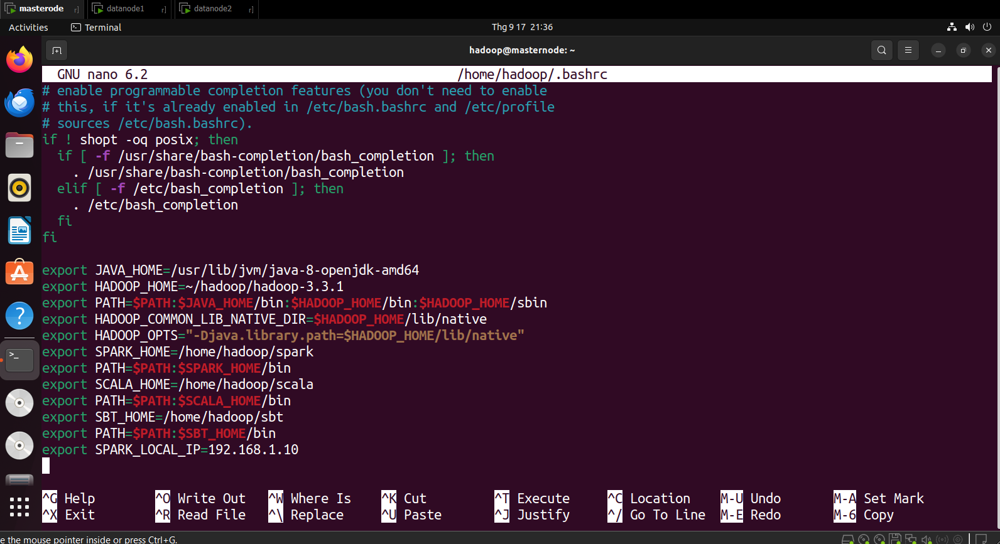 masterode
datanode1
datanode2
Activities
Terminal
Thg 9 17 21:36
hadoop@masternode: ~
GNU nano 6.2 /home/hadoop/.bashrc
# enable programmable completion features (you don't need to enable
# this, if it's already enabled in /etc/bash.bashrc and /etc/profile
# sources /etc/bash.bashrc).
if ! shopt -oq posix; then
  if [ -f /usr/share/bash-completion/bash_completion ]; then
    . /usr/share/bash-completion/bash_completion
  elif [ -f /etc/bash_completion ]; then
    . /etc/bash_completion
  fi
fi
export JAVA_HOME=/usr/lib/jvm/java-8-openjdk-amd64
export HADOOP_HOME=~/hadoop/hadoop-3.3.1
export PATH=$PATH:$JAVA_HOME/bin:$HADOOP_HOME/bin:$HADOOP_HOME/sbin
export HADOOP_COMMON_LIB_NATIVE_DIR=$HADOOP_HOME/lib/native
export HADOOP_OPTS="-Djava.library.path=$HADOOP_HOME/lib/native"
export SPARK_HOME=/home/hadoop/spark
export PATH=$PATH:$SPARK_HOME/bin
export SCALA_HOME=/home/hadoop/scala
export PATH=$PATH:$SCALA_HOME/bin
export SBT_HOME=/home/hadoop/sbt
export PATH=$PATH:$SBT_HOME/bin
export SPARK_LOCAL_IP=192.168.1.10
^G Help ^O Write Out ^W Where Is ^K Cut ^T Execute ^C Location M-U Undo M-A Set Mark
^X Exit ^R Read File ^\ Replace ^U Paste ^J Justify ^/ Go To Line M-E Redo M-6 Copy
e the mouse pointer inside or press Ctrl+G.